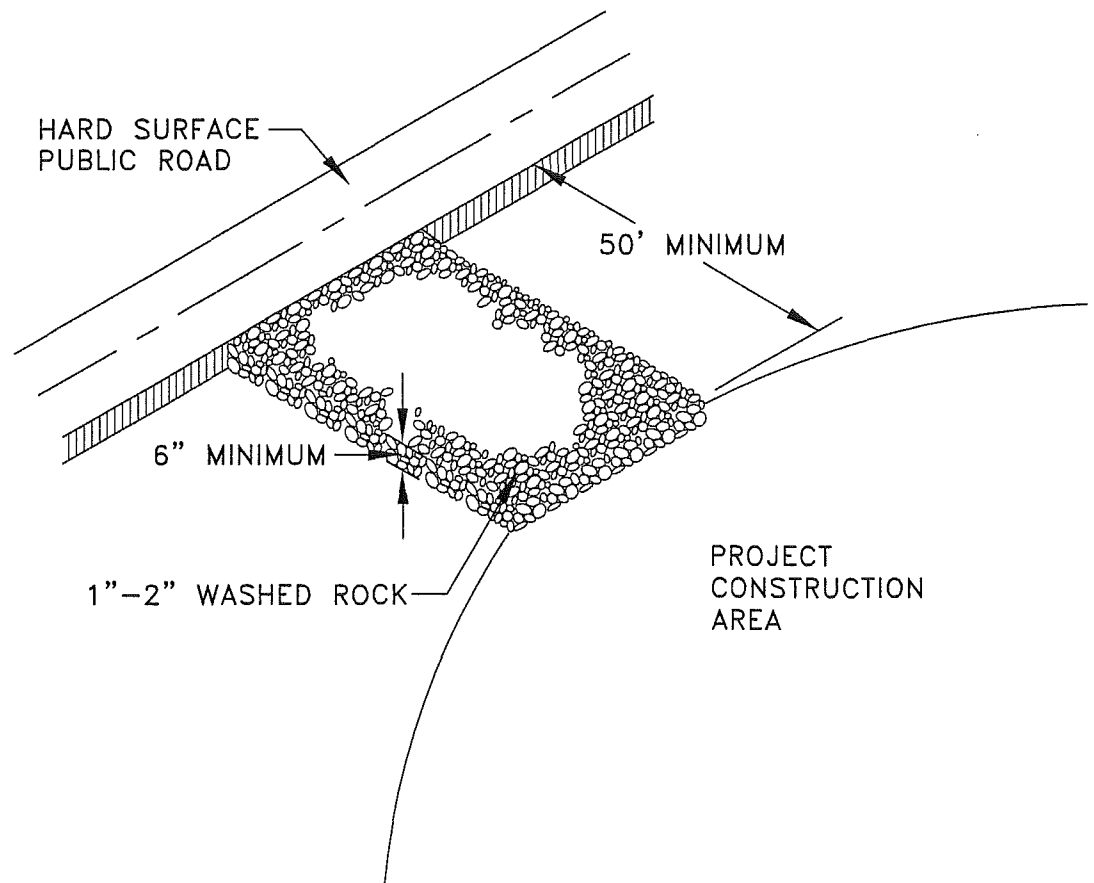 HARD SURFACE
PUBLIC ROAD
50' MINIMUM
6" MINIMUM
1"-2" WASHED ROCK
PROJECT
CONSTRUCTION
AREA